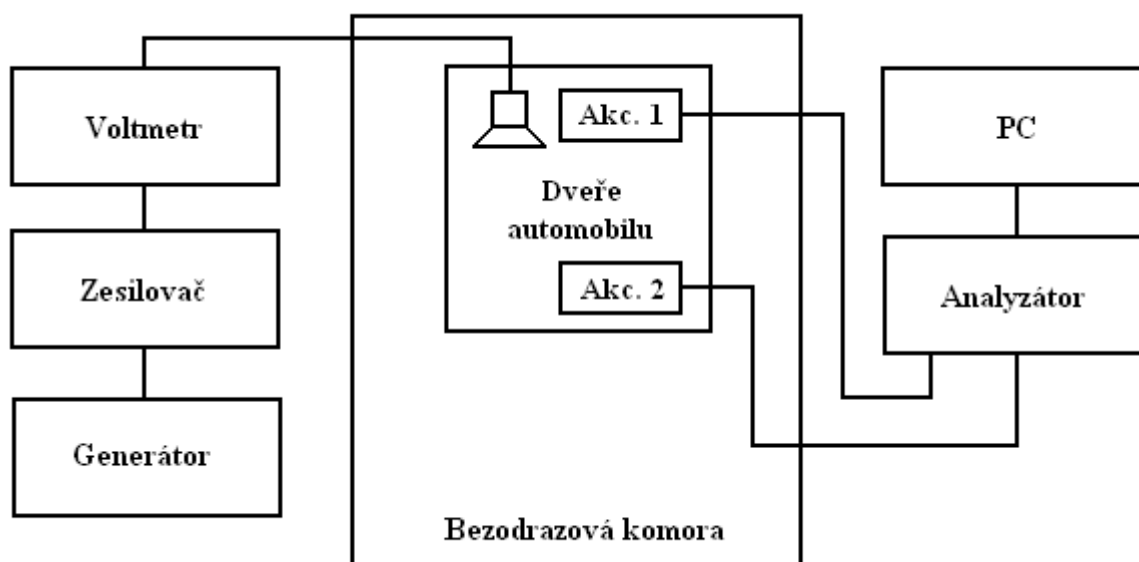 Voltmetr
Zesilovač
Generátor
Akc. 1
Dveře
automobilu
Akc. 2
Bezodrazová komora
PC
Analyzátor